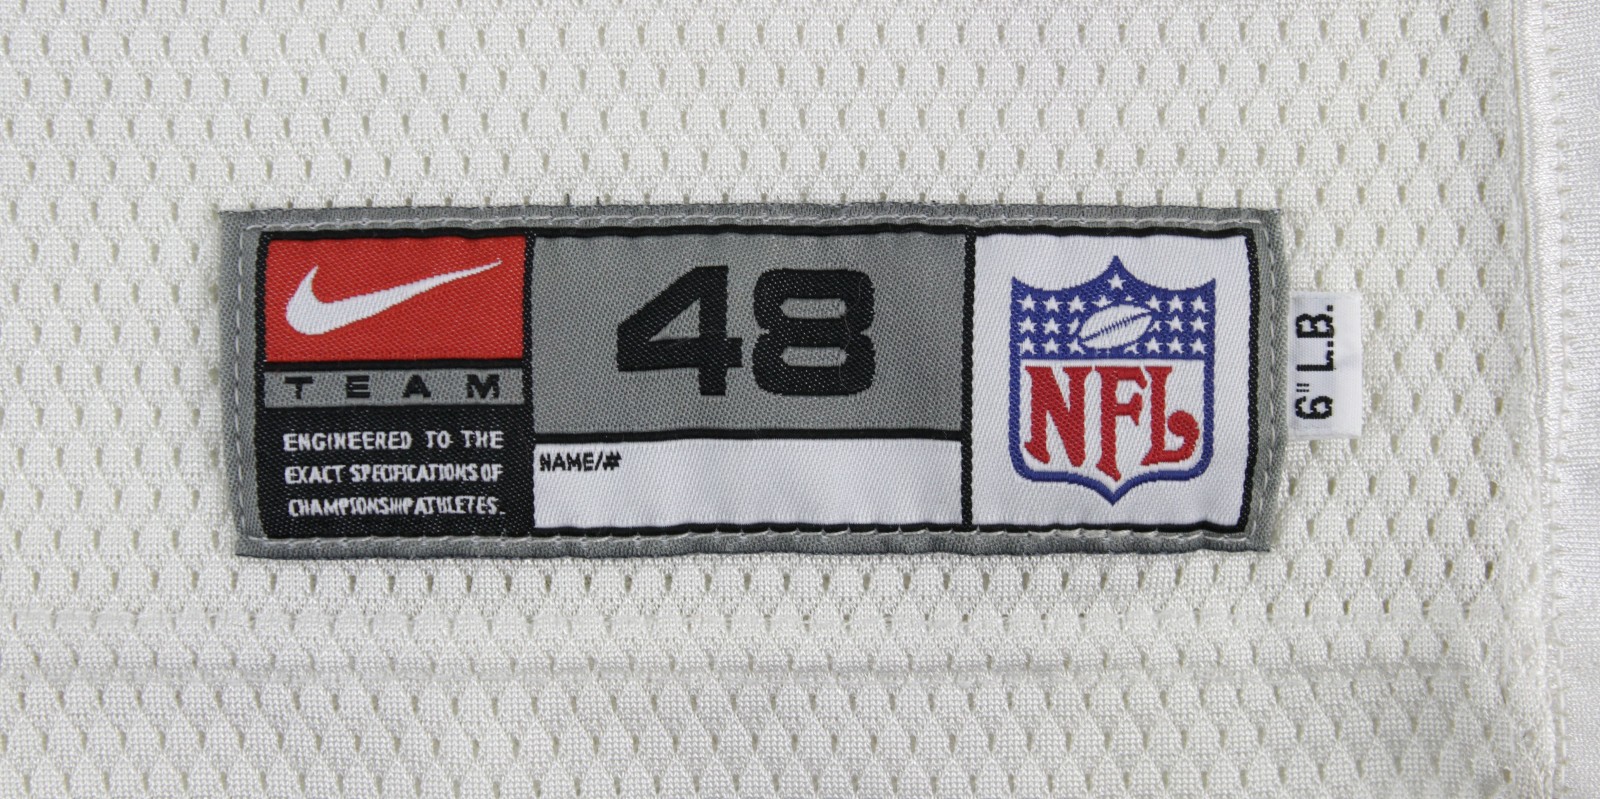 TEAM
ENGINEERED TO THE
EXACT SPECIFICATIONS OF
CHAMPIONSHIP ATHLETES.
48
NAME/#
NFL
6" L.B.